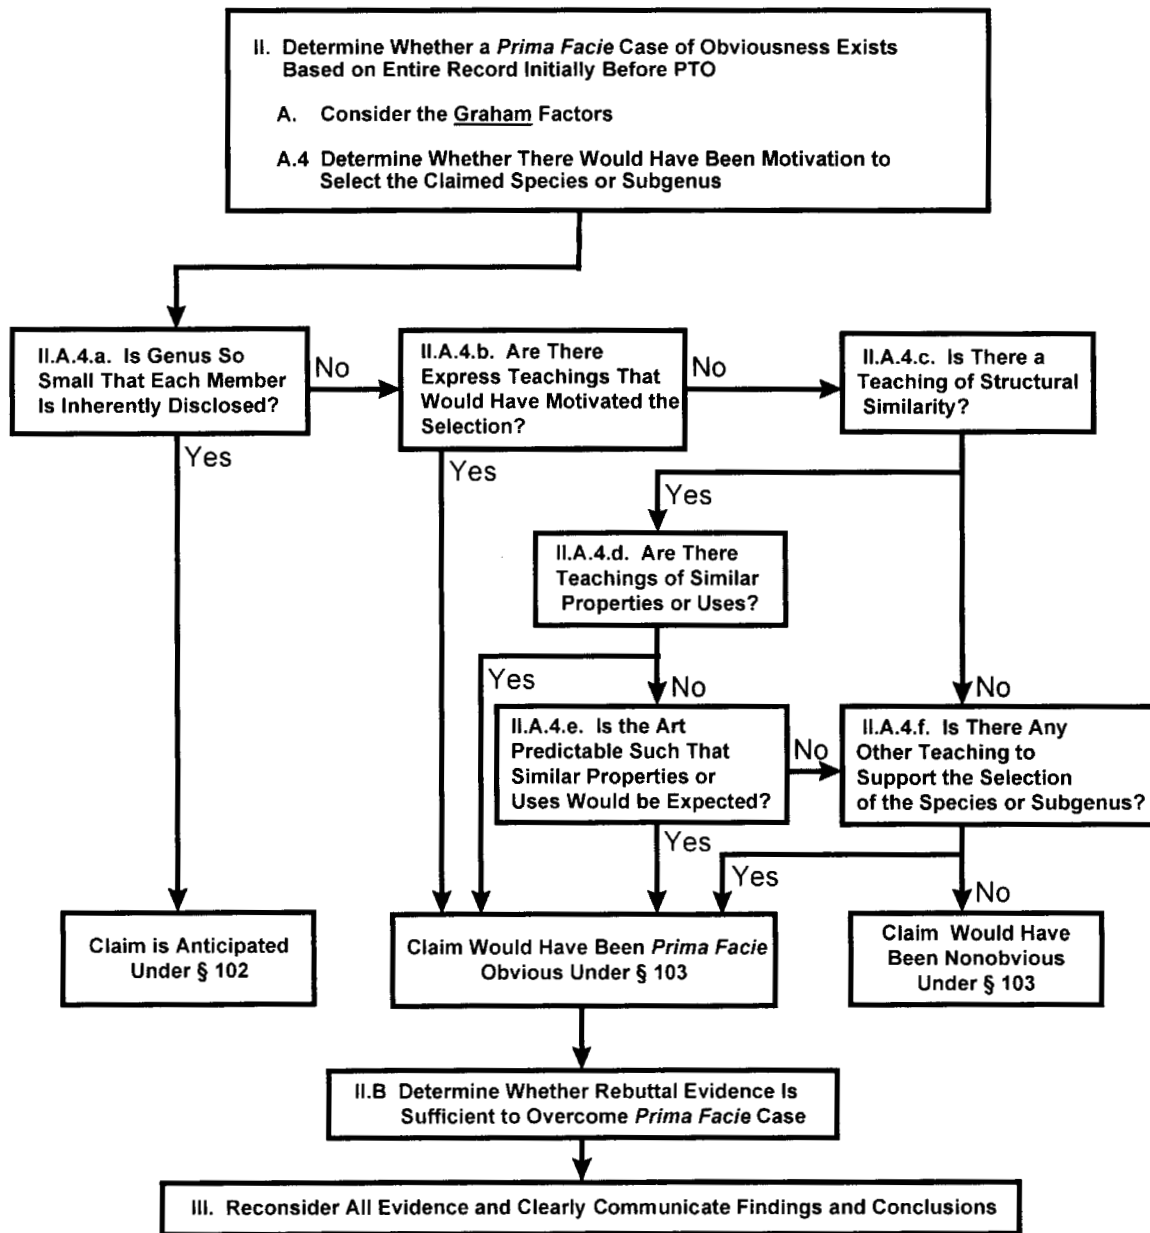 II. Determine Whether a Prima Facie Case of Obviousness Exists
Based on Entire Record Initially Before PTO
A. Consider the Graham Factors
A.4 Determine Whether There Would Have Been Motivation to
Select the Claimed Species or Subgenus
II.A.4.a. Is Genus So
Small That Each Member
Is Inherently Disclosed?
No
II.A.4.b. Are There
Express Teachings That
Would Have Motivated the
Selection?
No
II.A.4.c. Is There a
Teaching of Structural
Similarity?
Yes
Yes
Yes
II.A.4.d. Are There
Teachings of Similar
Properties or Uses?
Yes
No
No
II.A.4.e. Is the Art
Predictable Such That
Similar Properties or
Uses Would be Expected?
No
II.A.4.f. Is There Any
Other Teaching to
Support the Selection
of the Species or Subgenus?
Yes
Yes
No
Claim is Anticipated
Under § 102
Claim Would Have Been Prima Facie
Obvious Under § 103
Claim Would Have
Been Nonobvious
Under § 103
II.B Determine Whether Rebuttal Evidence Is
Sufficient to Overcome Prima Facie Case
III. Reconsider All Evidence and Clearly Communicate Findings and Conclusions